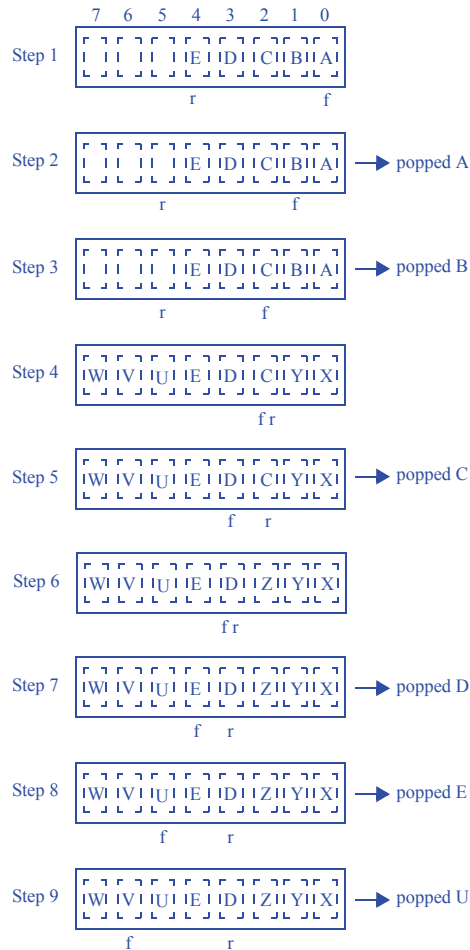 7 6 5 4 3 2 1 0
Step 1 E D C B A
r f
Step 2 E D C B A popped A
r f
Step 3 E D C B A popped B
r f
Step 4 W V U E D C Y X
f r
Step 5 W V U E D C Y X popped C
f r
Step 6 W V U E D Z Y X
f r
Step 7 W V U E D Z Y X popped D
f r
Step 8 W V U E D Z Y X popped E
f r
Step 9 W V U E D Z Y X popped U
f r